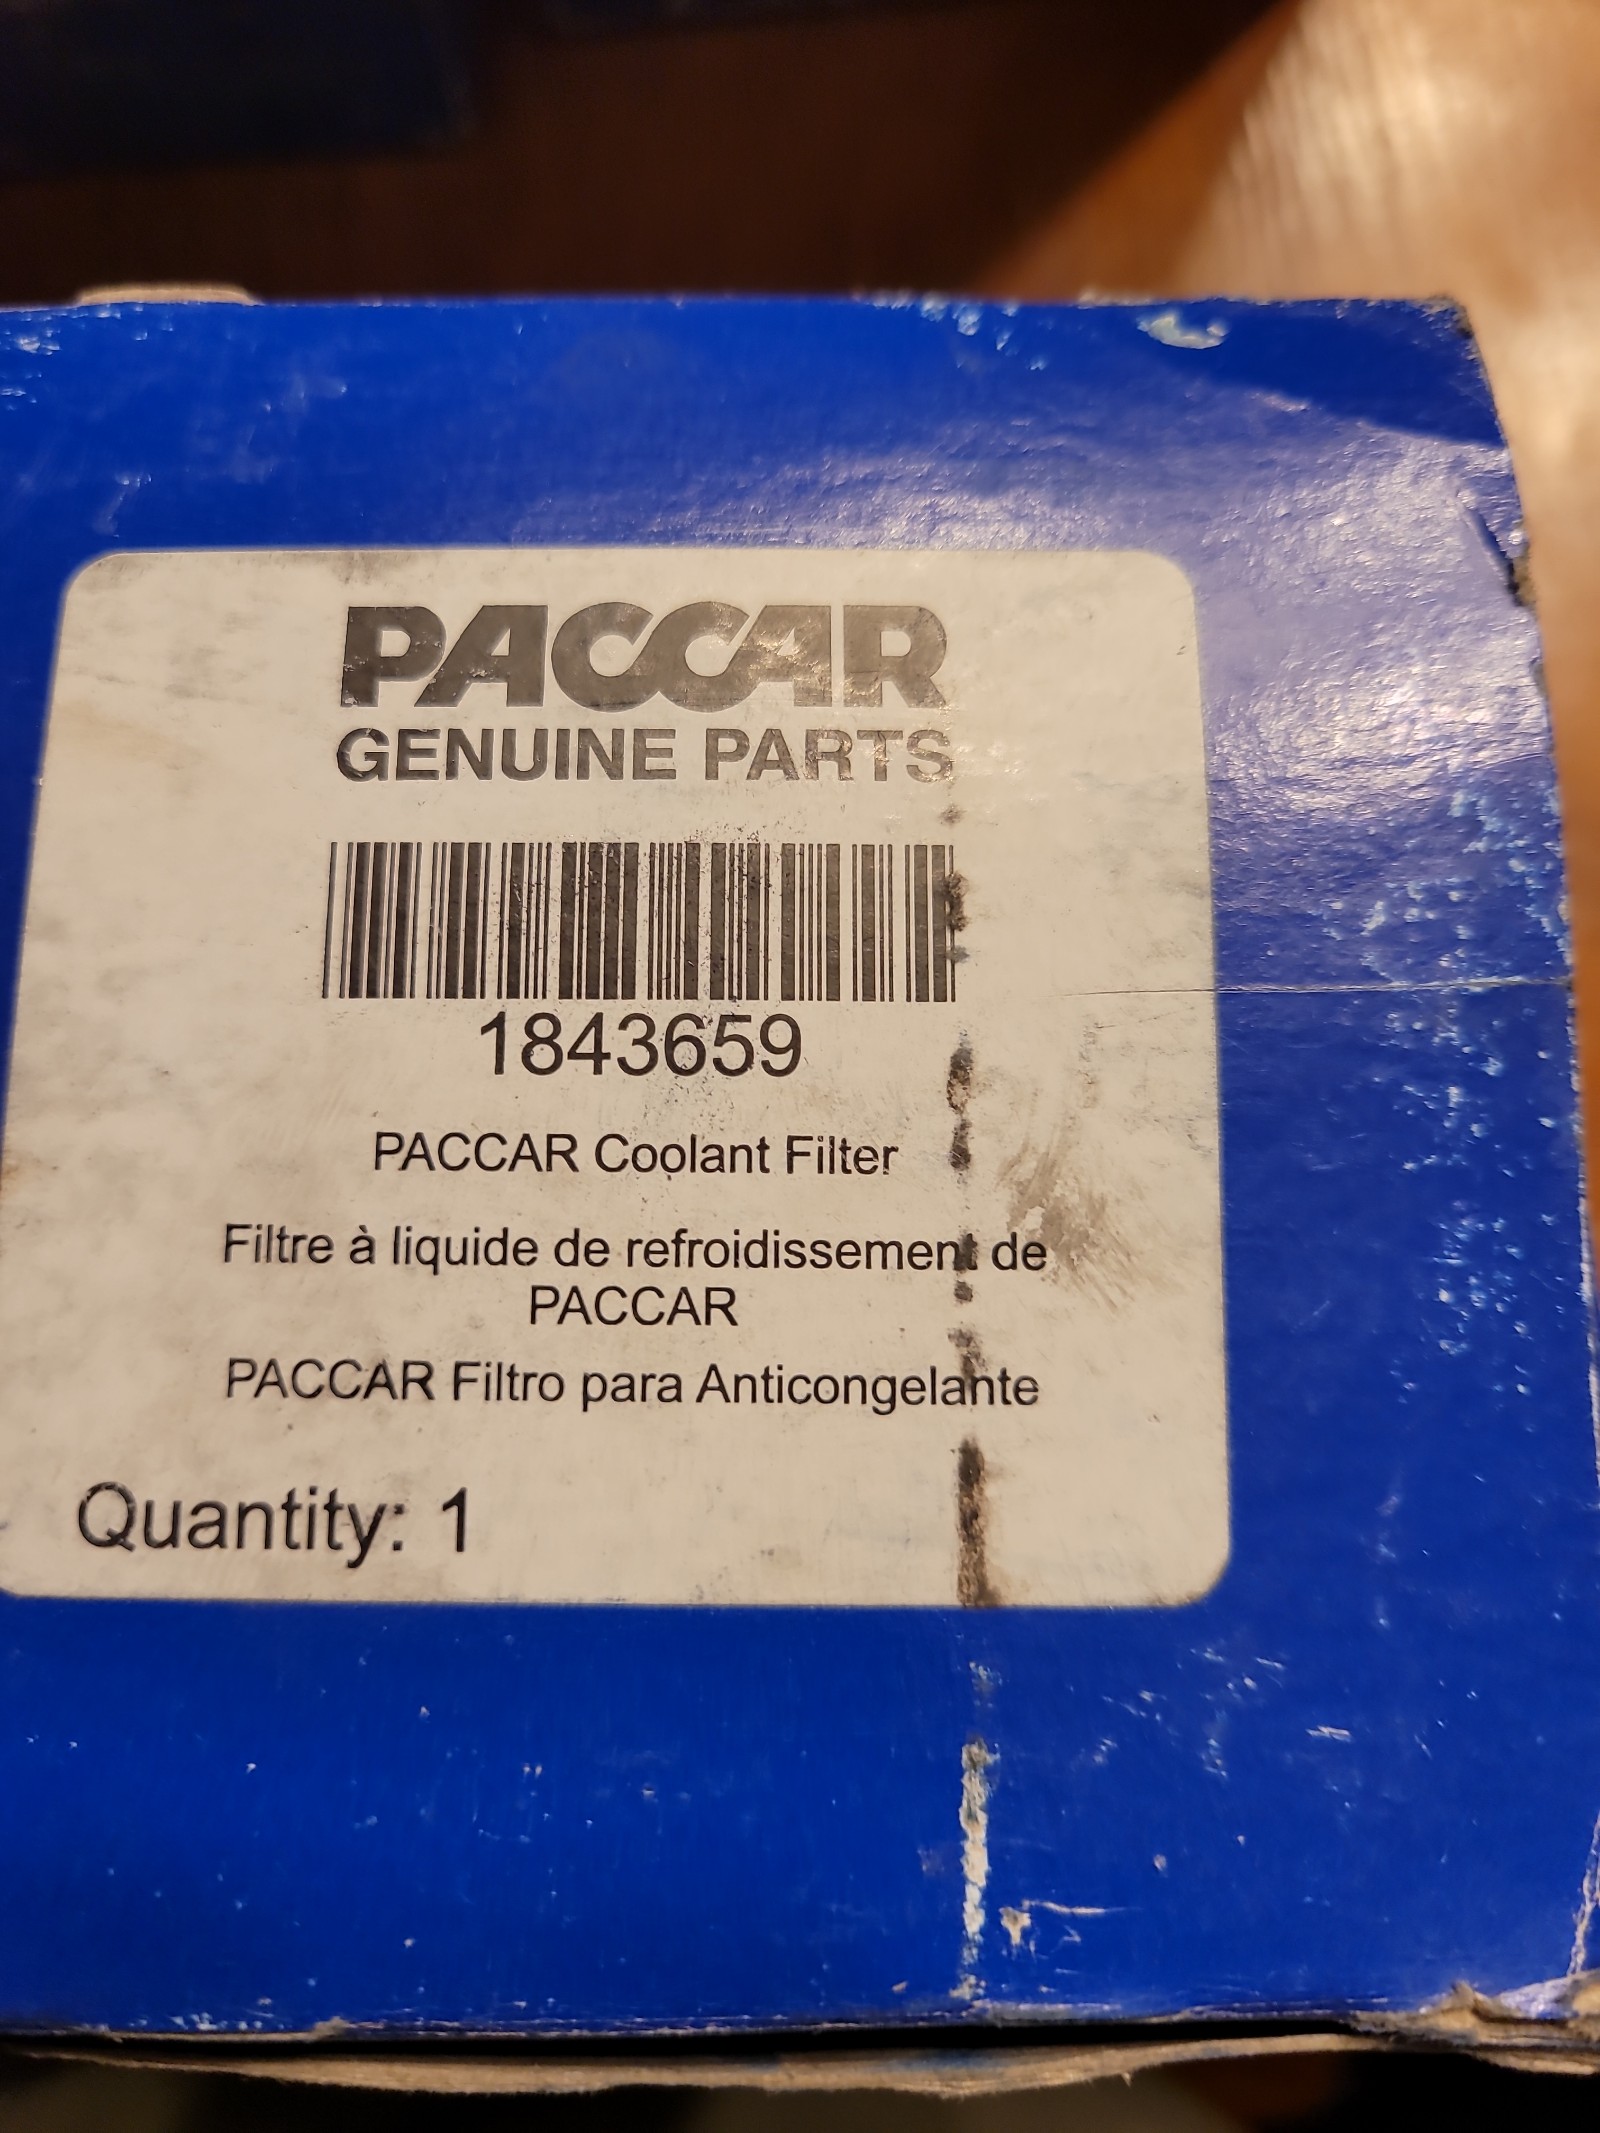 PACCAR
GENUINE PARTS
1843659
PACCAR Coolant Filter
Filtre à liquide de refroidissement de
PACCAR
PACCAR Filtro para Anticongelante
Quantity: 1